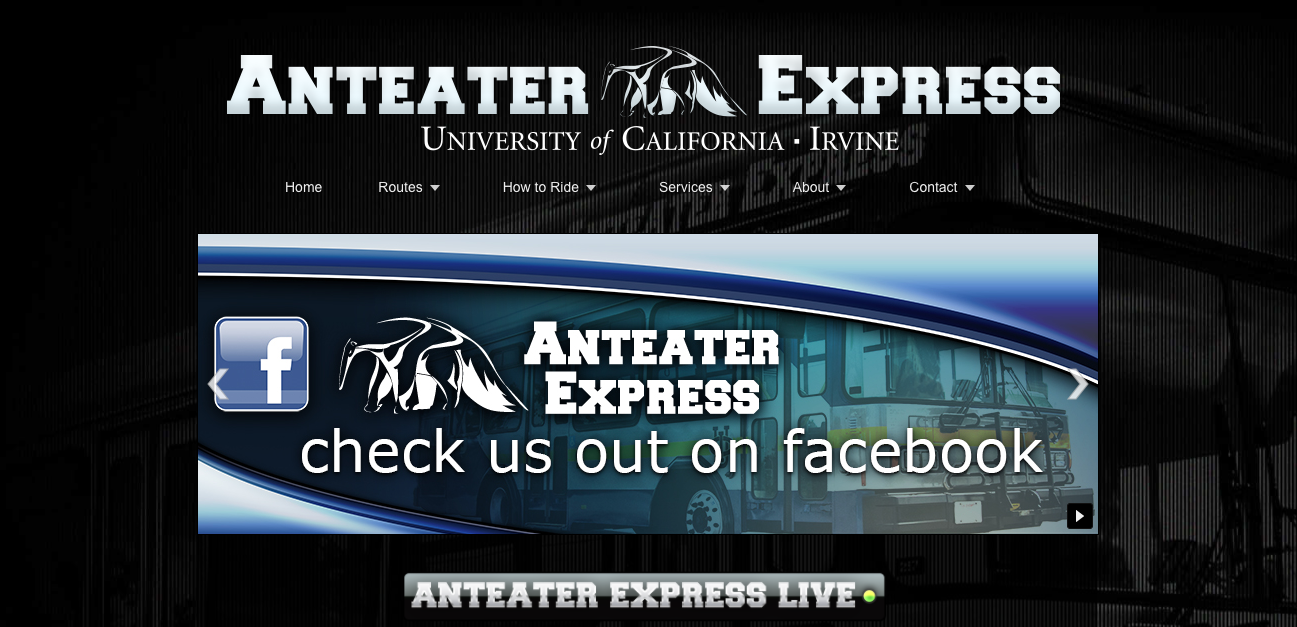 ANTEATER EXPRESS
UNIVERSITY of CALIFORNIA · IRVINE
Home Routes How to Ride Services About Contact
f
ANTEATER
EXPRESS
check us out on facebook
ANTEATER EXPRESS LIVE